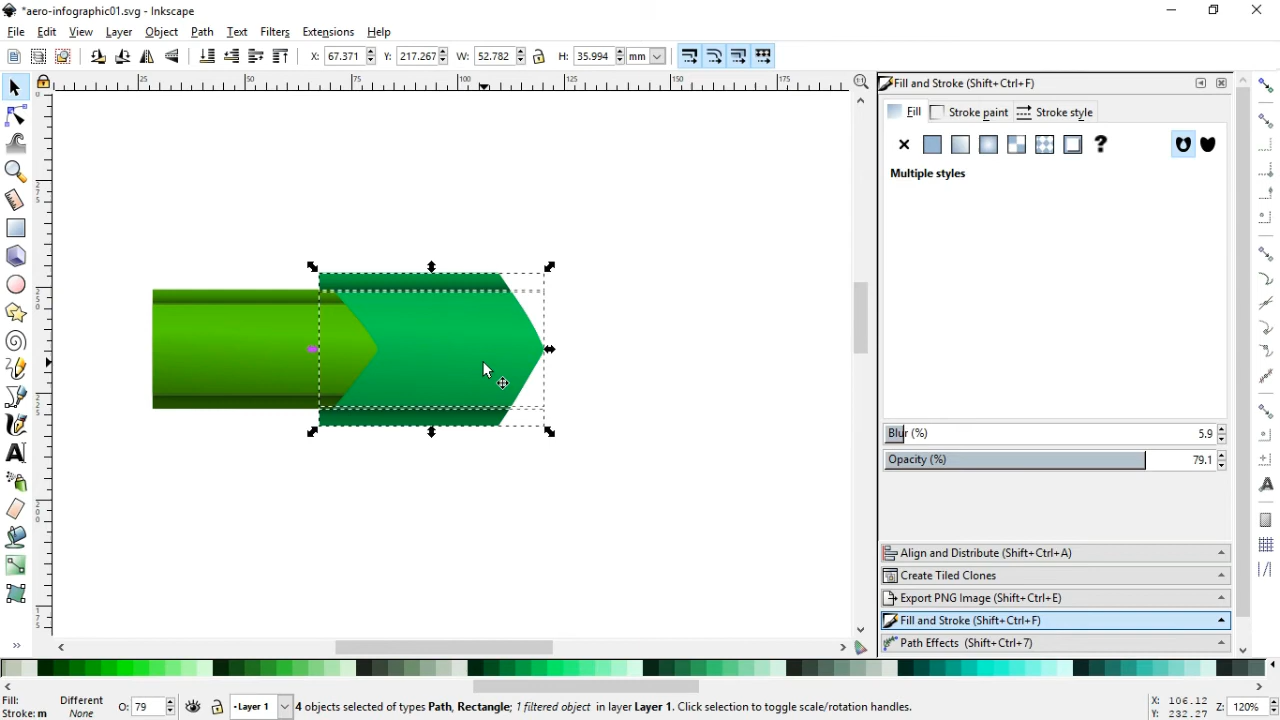 *aero-infographic01.svg - Inkscape
File Edit View Layer Object Path Text Filters Extensions Help
X: 67.371 Y: 217.267 W: 52.782 H: 35.994 mm
25 50 75 100 125 150 175
Fill and Stroke (Shift+Ctrl+F)
Fill Stroke paint Stroke style
?
Multiple styles
Blur (%) 5.9
Opacity (%) 79.1
Align and Distribute (Shift+Ctrl+A)
Create Tiled Clones
Export PNG Image (Shift+Ctrl+E)
Fill and Stroke (Shift+Ctrl+F)
Path Effects (Shift+Ctrl+7)
Fill: Different O: 79 Layer 1 4 objects selected of types Path, Rectangle; 1 filtered object in layer Layer 1. Click selection to toggle scale/rotation handles. X: 106.12 Z: 120%
Stroke: m None Y: 232.27